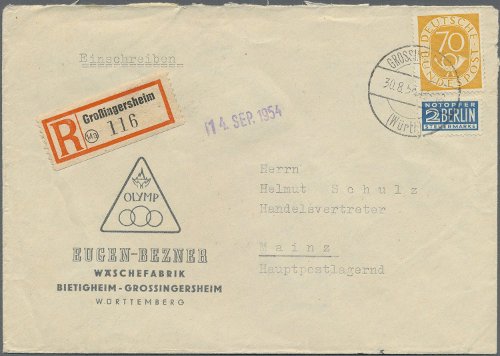 Einschreiben
R
Großingersheim
(14a)
116
14. SEP. 1954
70
DEUTSCHE
BUNDESPOST
30.8.54
(Württ.)
NOTOPFER
2 BERLIN
STEUERMARKE
OLYMP
EUGEN-BEZNER
WÄSCHEFABRIK
BIETIGHEIM-GROSSINGERSHEIM
WÜRTTEMBERG
Herrn
Helmut Schulz
Handelsvertreter
Mainz
Hauptpostlagernd